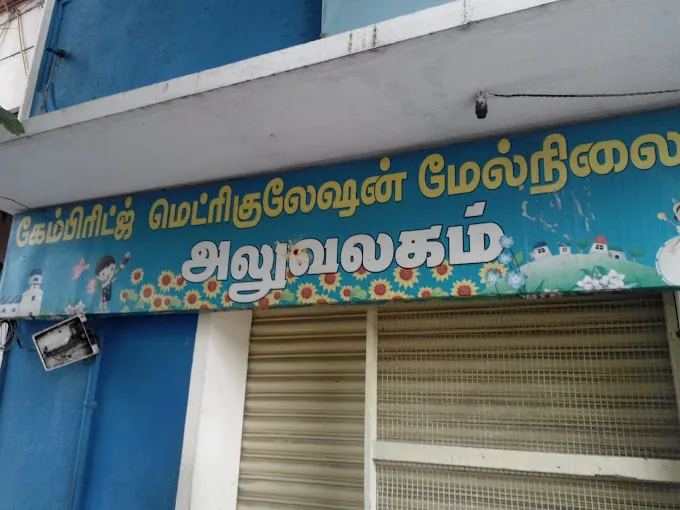 கேம்பிரிட்ஜ் மெட்ரிகுலேஷன் மேல்நிலை
அலுவலகம்